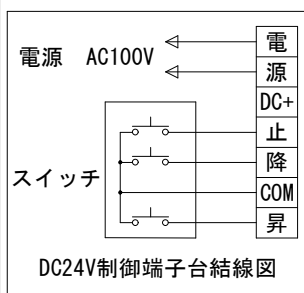 電源 AC100V
スイッチ
電
源
DC+
止
降
COM
昇
DC24V制御端子台結線図